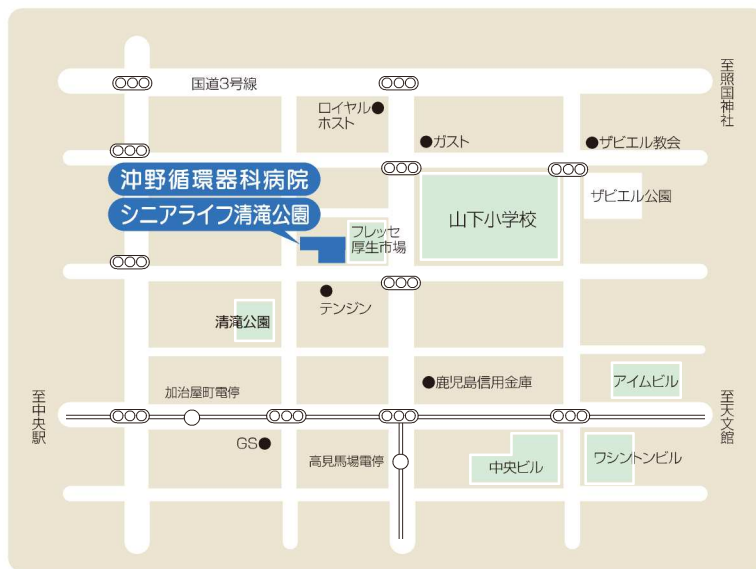 国道3号線
至照国神社
ロイヤル
ホスト
ガスト
ザビエル教会
沖野循環器科病院
シニアライフ清滝公園
ザビエル公園
山下小学校
フレッセ
厚生市場
テンジン
清滝公園
加治屋町電停
鹿児島信用金庫
アイムビル
至中央駅
至天文館
GS
高見馬場電停
中央ビル
ワシントンビル